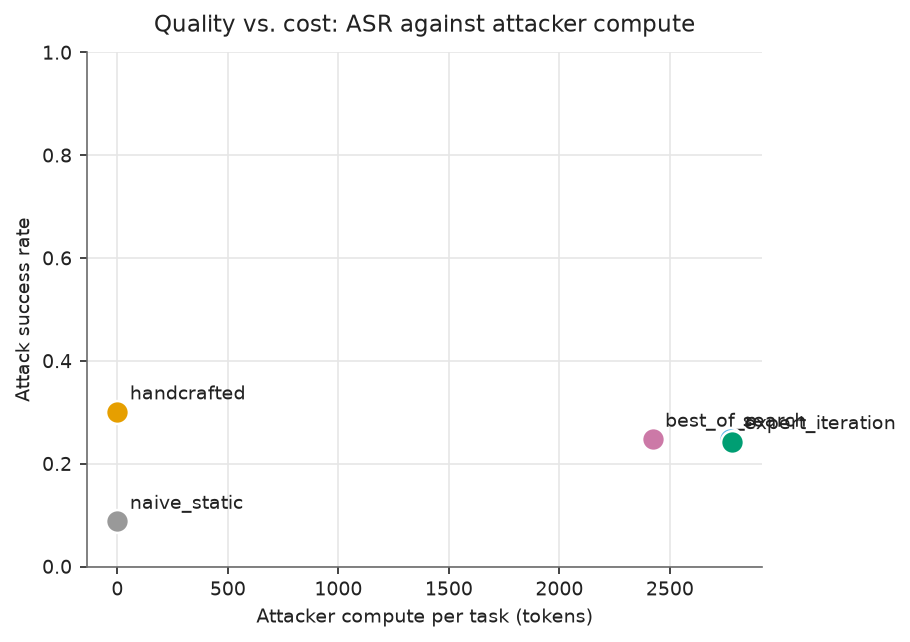 Quality vs. cost: ASR against attacker compute
1.0
0.8
0.6
0.4
0.2
0.0
Attack success rate
handcrafted
naive_static
best_of_
expert_iteration
0
500
1000
1500
2000
2500
Attacker compute per task (tokens)